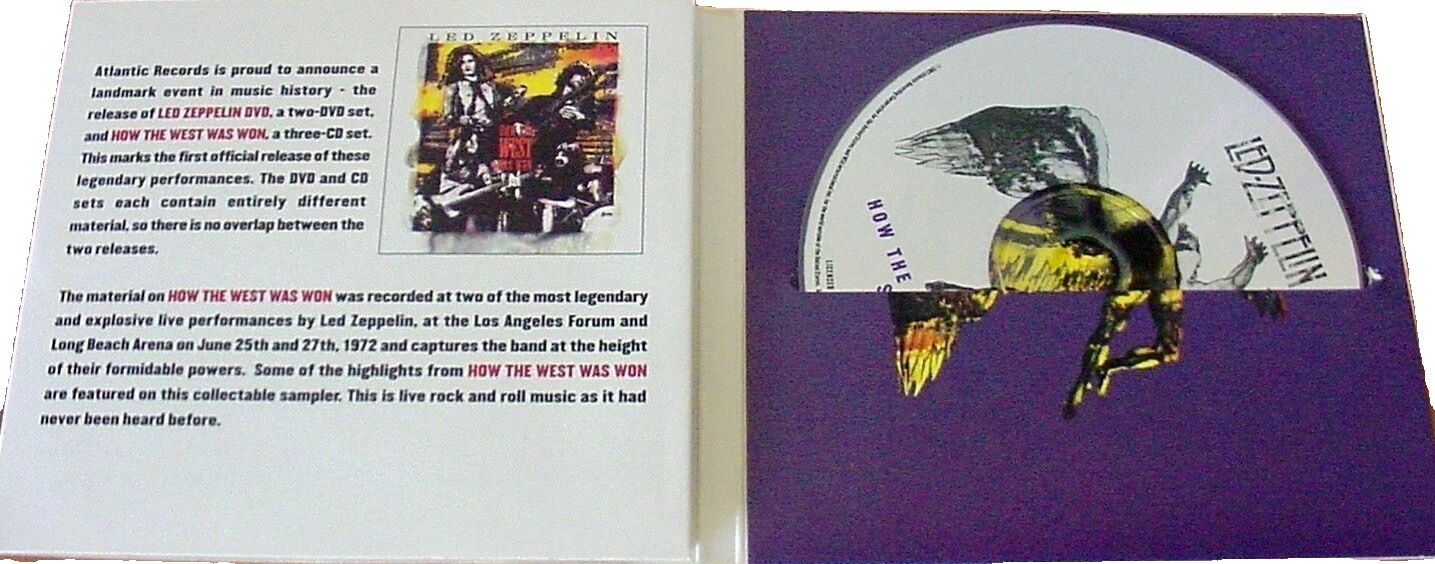 LED ZEPPELIN
Atlantic Records is proud to announce a
landmark event in music history - the
release of LED ZEPPELIN DVD, a two-DVD set,
and HOW THE WEST WAS WON, a three-CD set.
This marks the first official release of these
legendary performances. The DVD and CD
sets each contain entirely different
material, so there is no overlap between the
two releases.
The material on HOW THE WEST WAS WON was recorded at two of the most legendary
and explosive live performances by Led Zeppelin, at the Los Angeles Forum and
Long Beach Arena on June 25th and 27th, 1972 and captures the band at the height
of their formidable powers. Some of the highlights from HOW THE WEST WAS WON
are featured on this collectable sampler. This is live rock and roll music as it had
never been heard before.
LED-ZEPPELIN
HOW THE